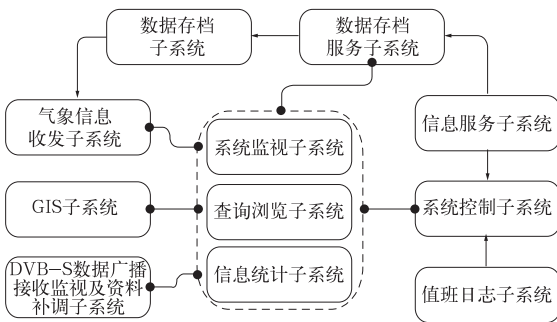 数据存档
子系统
数据存档
服务子系统
气象信息
收发子系统
系统监视子系统
信息服务子系统
GIS子系统
查询浏览子系统
系统控制子系统
DVB-S数据广播
接收监视及资料
补调子系统
信息统计子系统
值班日志子系统